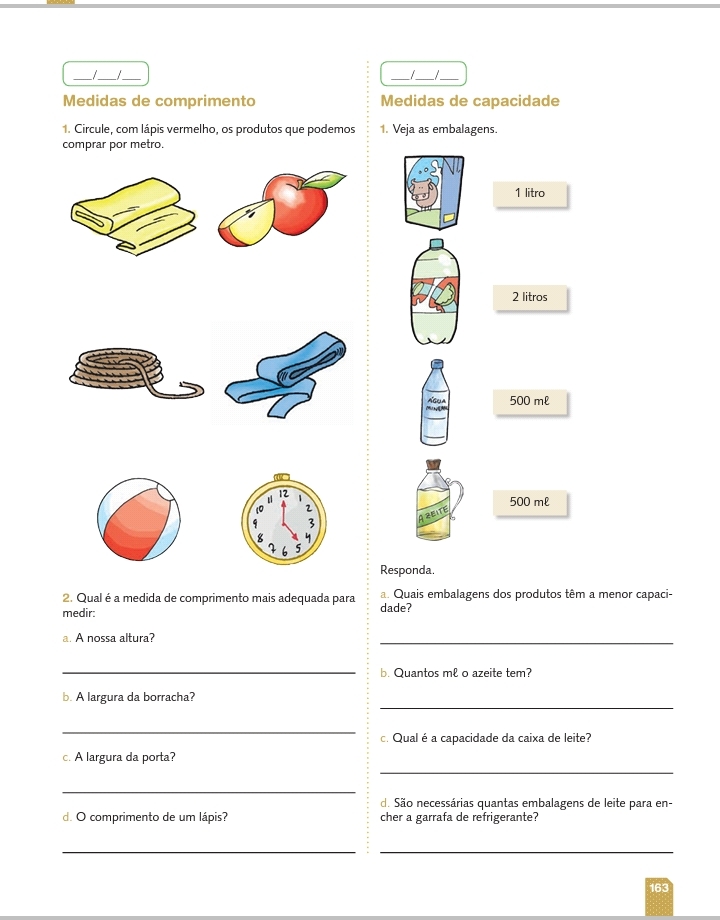 ___/___/___
Medidas de comprimento
1. Circule, com lápis vermelho, os produtos que podemos
comprar por metro.
12
1
2
3
4
5
6
7
8
9
10
11
2. Qual é a medida de comprimento mais adequada para
medir:
a. A nossa altura?
b. A largura da borracha?
c. A largura da porta?
d. O comprimento de um lápis?
___/___/___
Medidas de capacidade
1. Veja as embalagens.
1 litro
2 litros
ÁGUA
MINERAL
500 mℓ
AZEITE
500 mℓ
Responda.
a. Quais embalagens dos produtos têm a menor capaci-
dade?
b. Quantos mℓ o azeite tem?
c. Qual é a capacidade da caixa de leite?
d. São necessárias quantas embalagens de leite para en-
cher a garrafa de refrigerante?
163